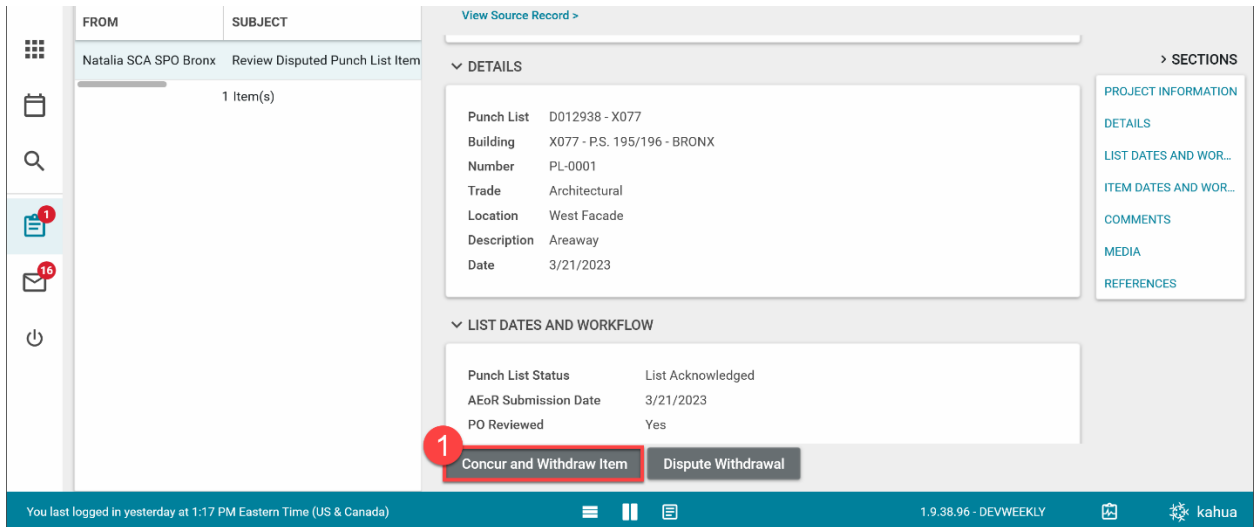 FROM SUBJECT
Natalia SCA SPO Bronx Review Disputed Punch List Item
1 Item(s)
1
16
View Source Record >
DETAILS
Punch List D012938 - X077
Building X077 - P.S. 195/196 - BRONX
Number PL-0001
Trade Architectural
Location West Facade
Description Areaway
Date 3/21/2023
LIST DATES AND WORKFLOW
Punch List Status List Acknowledged
AEoR Submission Date 3/21/2023
PO Reviewed Yes
1
Concur and Withdraw Item Dispute Withdrawal
> SECTIONS
PROJECT INFORMATION
DETAILS
LIST DATES AND WOR...
ITEM DATES AND WOR...
COMMENTS
MEDIA
REFERENCES
You last logged in yesterday at 1:17 PM Eastern Time (US & Canada) 1.9.38.96 - DEVWEEKLY kahua